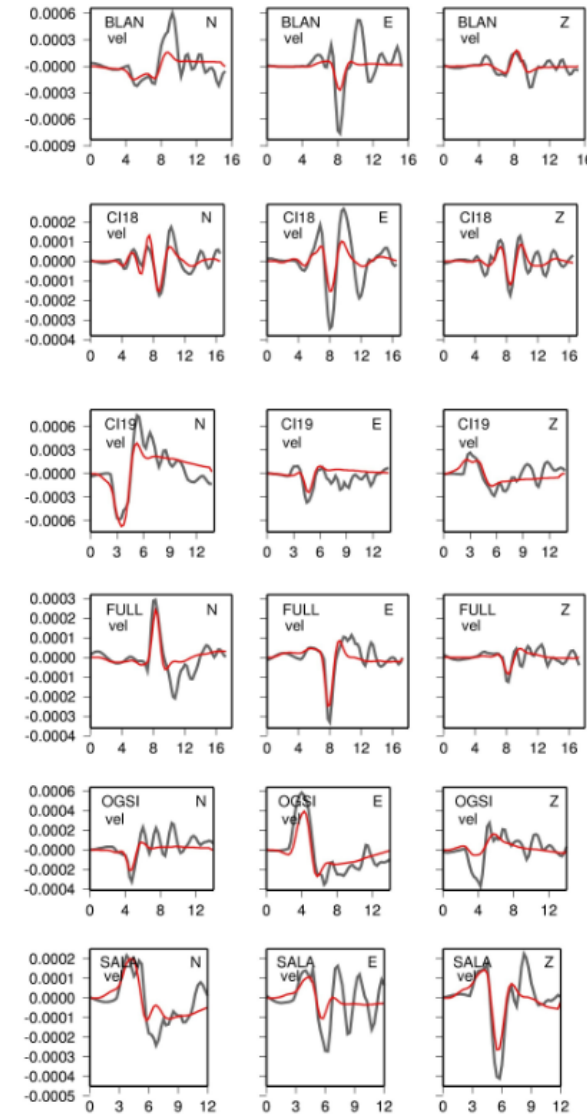 BLAN N BLAN E BLAN Z
vel vel vel
0.0006
0.0003
-0.0000
-0.0003
-0.0006
-0.0009
0 4 8 12 16 0 4 8 12 16 0 4 8 12 16
CI18 N CI18 E CI18 Z
vel vel vel
0.0002
0.0001
0.0000
-0.0001
-0.0002
-0.0003
-0.0004
0 4 8 12 16 0 4 8 12 16 0 4 8 12 16
CI19 N CI19 E CI19 Z
vel vel vel
0.0006
0.0003
-0.0000
-0.0003
-0.0006
0 3 6 9 12 0 3 6 9 12 0 3 6 9 12
FULL N FULL E FULL Z
vel vel vel
0.0003
0.0002
0.0001
0.0000
-0.0001
-0.0002
-0.0003
-0.0004
0 4 8 12 16 0 4 8 12 16 0 4 8 12 16
OGSI N OGSI E OGSI Z
vel vel vel
0.0006
0.0004
0.0002
-0.0000
-0.0002
-0.0004
0 4 8 12 0 4 8 12 0 4 8 12
SALA N SALA E SALA Z
vel vel vel
0.0002
0.0001
0.0000
-0.0001
-0.0002
-0.0003
-0.0004
-0.0005
0 3 6 9 12 0 3 6 9 12 0 3 6 9 12